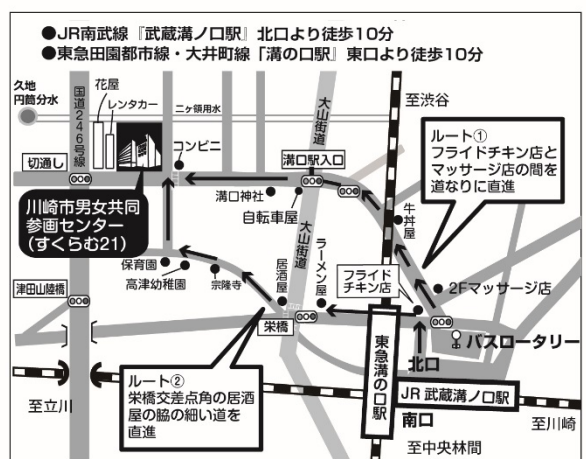 ●JR南武線『武蔵溝ノ口駅』北口より徒歩10分
●東急田園都市線・大井町線「溝の口駅」東口より徒歩10分
久地
円筒分水
国道246号線
花屋
レンタカー
二ヶ領用水
大山街道
至渋谷
コンビニ
切通し
溝口駅入口
ルート①
フライドチキン店と
マッサージ店の間を
道なりに直進
川崎市男女共同
参画センター
(すくらむ21)
溝口神社
自転車屋
牛丼屋
大山街道
保育園
高津幼稚園
宗隆寺
居酒屋
ラーメン屋
フライド
チキン店
2Fマッサージ店
津田山陸橋
栄橋
北口
バスロータリー
東急溝の口駅
ルート②
栄橋交差点角の居酒
屋の脇の細い道を
直進
JR 武蔵溝ノ口駅
南口
至立川
至川崎
至中央林間